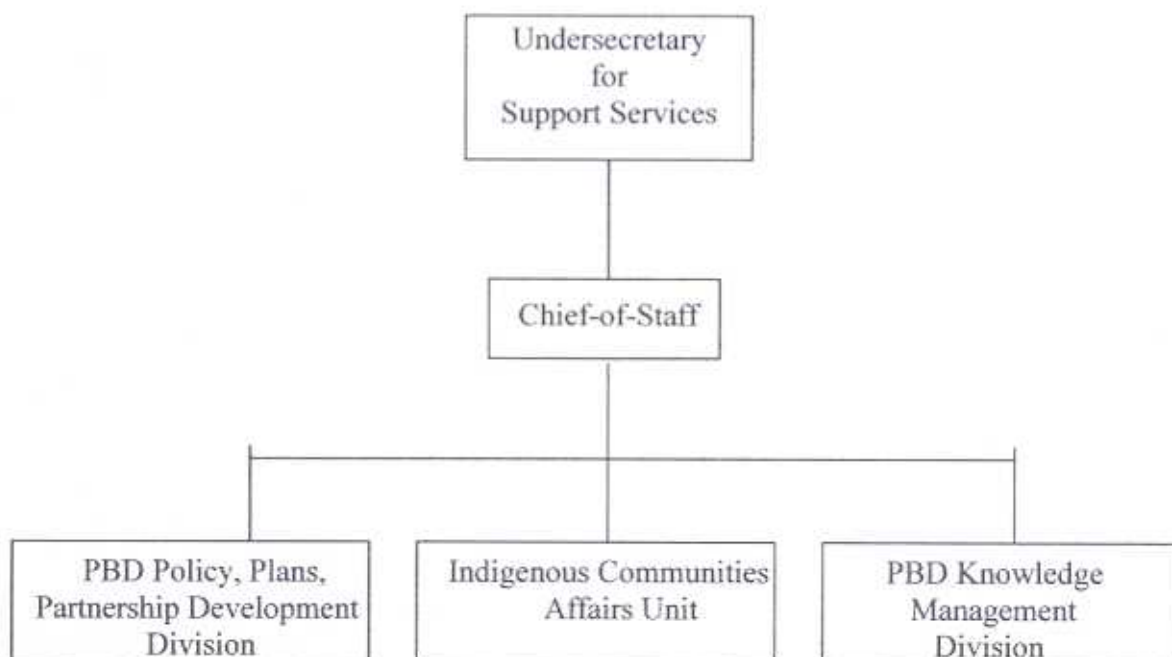 Undersecretary
for
Support Services
Chief-of-Staff
PBD Policy, Plans,
Partnership Development
Division
Indigenous Communities
Affairs Unit
PBD Knowledge
Management
Division